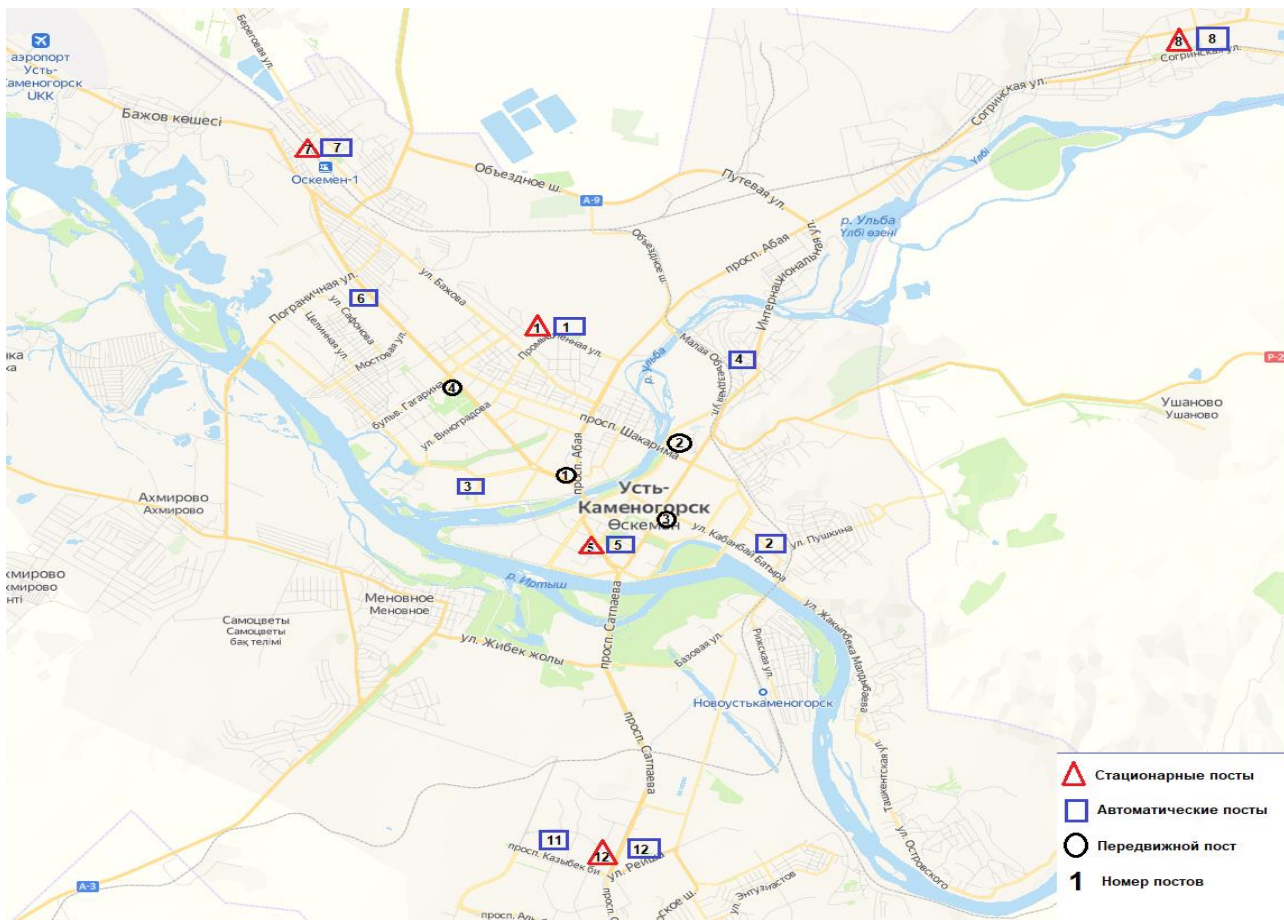 8
8
аэропорт
Усть-
Каменогорск
UKK
Береговая ул.
Согринская ул.
Согринская ул.
Бажов көшесі
7
7
Оскемен-1
Объездное ш.
А-9
Путевая ул.
Үлбі
р. Ульба
Үлбі өзені
Объездное ш.
просп. Абая
Интернациональная ул.
ул. Бажова
Пограничная ул.
6
ул. Сафонова
Целинная ул.
Мостовая ул.
1
1
Промышленная ул.
р. Ульба
Малая Объездная ул.
4
4
бульв. Гагарина
ул. Виноградова
просп. Шакарима
2
Ушаново
Ушаново
просп. Абая
1
3
Усть-
Каменогорск
Өскемен
3
Ахмирово
Ахмирово
5
5
ул. Кабанбай Батыра
2
ул. Пушкина
р. Иртыш
Меновное
Меновное
Самоцветы
Самоцветы
бақ телімі
просп. Сатпаева
ул. Жибек жолы
Базовая ул.
Рижская ул.
ул. Жакыпбека Малдыбаева
Новоустькаменогорск
просп. Сатпаева
Ташкентская ул.
ул. Островского
11
просп. Казыбек би
12
12
А-3
ул. Энтузиастов
Стационарные посты
Автоматические посты
Передвижной пост
1 Номер постов